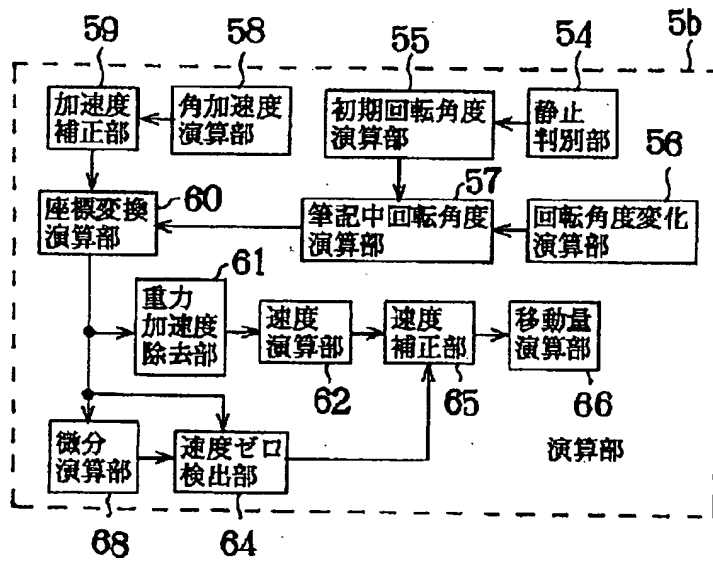 59
58
55
54
5b
加速度
補正部
角加速度
演算部
初期回転角度
演算部
静止
判別部
56
座標変換
演算部
60
57
筆記中回転角度
演算部
回転角度変化
演算部
61
重力
加速度
除去部
速度
演算部
速度
補正部
移動量
演算部
62
65
66
微分
演算部
速度ゼロ
検出部
演算部
68
64